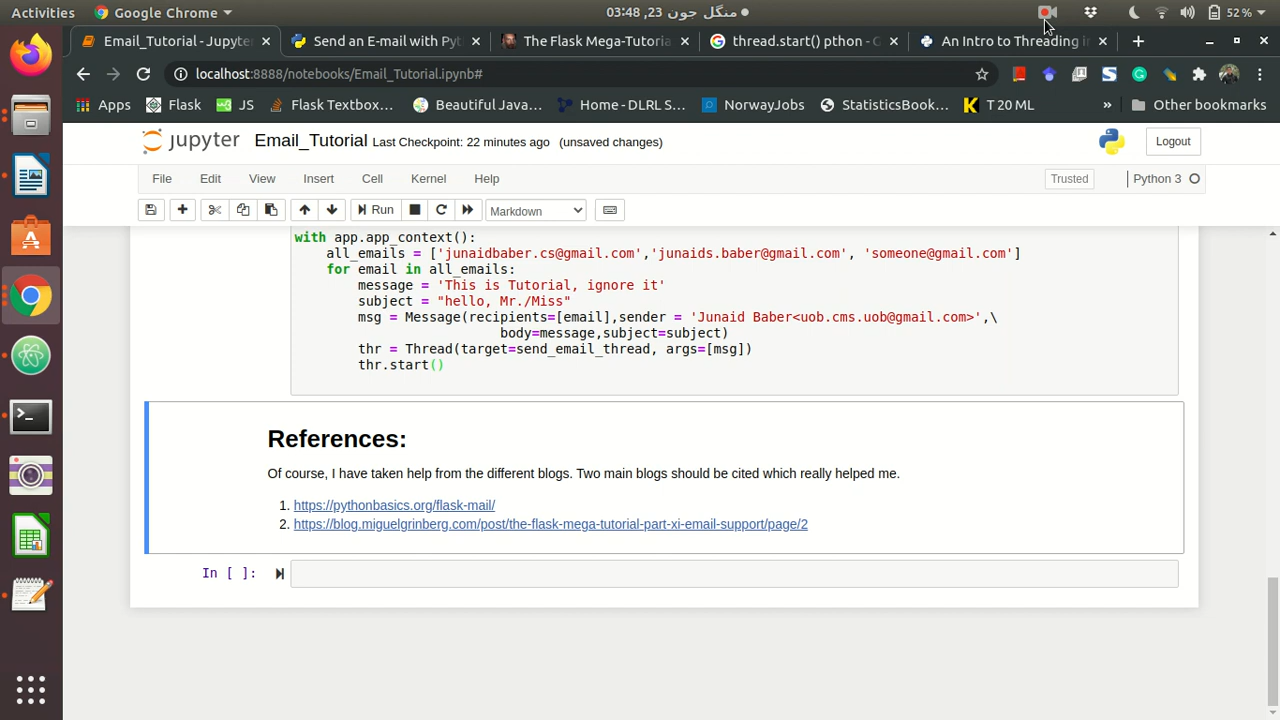 Activities Google Chrome منگل جون 23, 03:48 52 %
Email_Tutorial - Jupyte Send an E-mail with Pyt The Flask Mega-Tutoria thread.start() pthon - G An Intro to Threading in
localhost:8888/notebooks/Email_Tutorial.ipynb#
Apps Flask JS Flask Textbox... Beautiful Java... Home - DLRL S... NorwayJobs StatisticsBook... T 20 ML » Other bookmarks
jupyter Email_Tutorial Last Checkpoint: 22 minutes ago (unsaved changes) Logout
File Edit View Insert Cell Kernel Help Trusted Python 3
Run Markdown
with app.app_context():
all_emails = ['junaidbaber.cs@gmail.com','junaids.baber@gmail.com', 'someone@gmail.com']
for email in all_emails:
message = 'This is Tutorial, ignore it'
subject = "hello, Mr./Miss"
msg = Message(recipients=[email],sender = 'Junaid Baber<uob.cms.uob@gmail.com>',\
body=message,subject=subject)
thr = Thread(target=send_email_thread, args=[msg])
thr.start()
References:
Of course, I have taken help from the different blogs. Two main blogs should be cited which really helped me.
1. https://pythonbasics.org/flask-mail/
2. https://blog.miguelgrinberg.com/post/the-flask-mega-tutorial-part-xi-email-support/page/2
In [ ]: